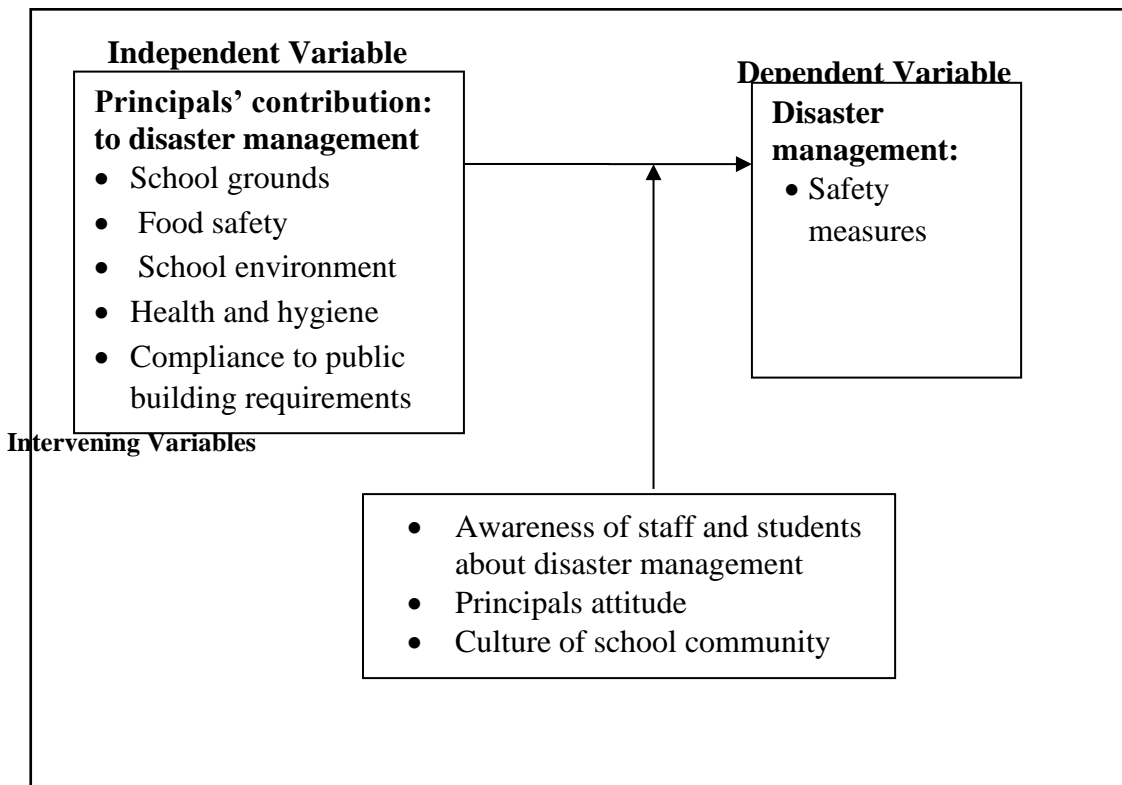 Independent Variable
Principals’ contribution:
to disaster management
• School grounds
• Food safety
• School environment
• Health and hygiene
• Compliance to public
building requirements
Dependent Variable
Disaster
management:
• Safety
measures
Intervening Variables
• Awareness of staff and students
about disaster management
• Principals attitude
• Culture of school community